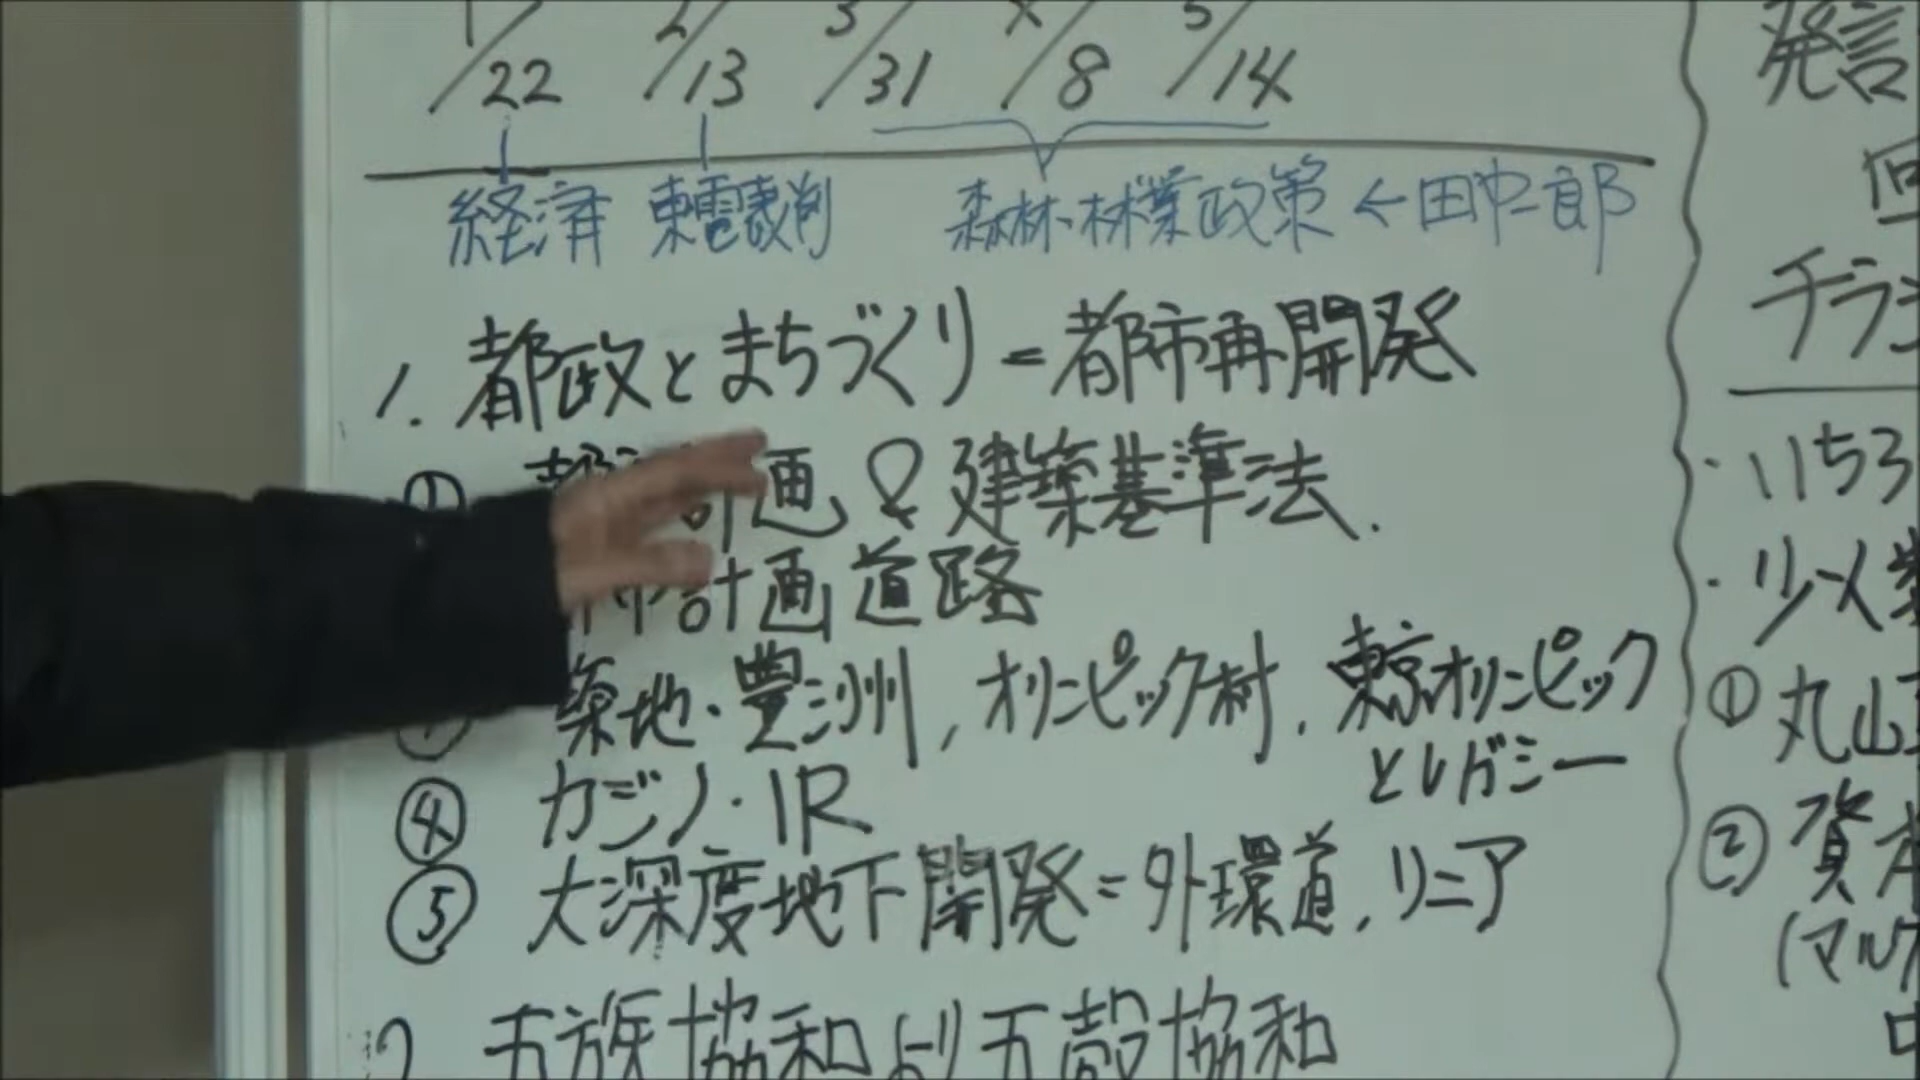 1/22 2/13 3/31 4/8 5/14
経済 東電裁判 森林・林業政策 ← 田中一郎
1. 都政とまちづくり = 都市再開発
① 計画 & 建築基準法.
市計画道路
築地・豊洲, オリンピック村, 東京オリンピック
とレガシー
④ カジノ・IR
⑤ 大深度地下開発 = 外環道, リニア
2 五族協和より五穀協和
発言
チラシ
・いちろ
・少人数
① 丸山
② 資本
(マルク
中